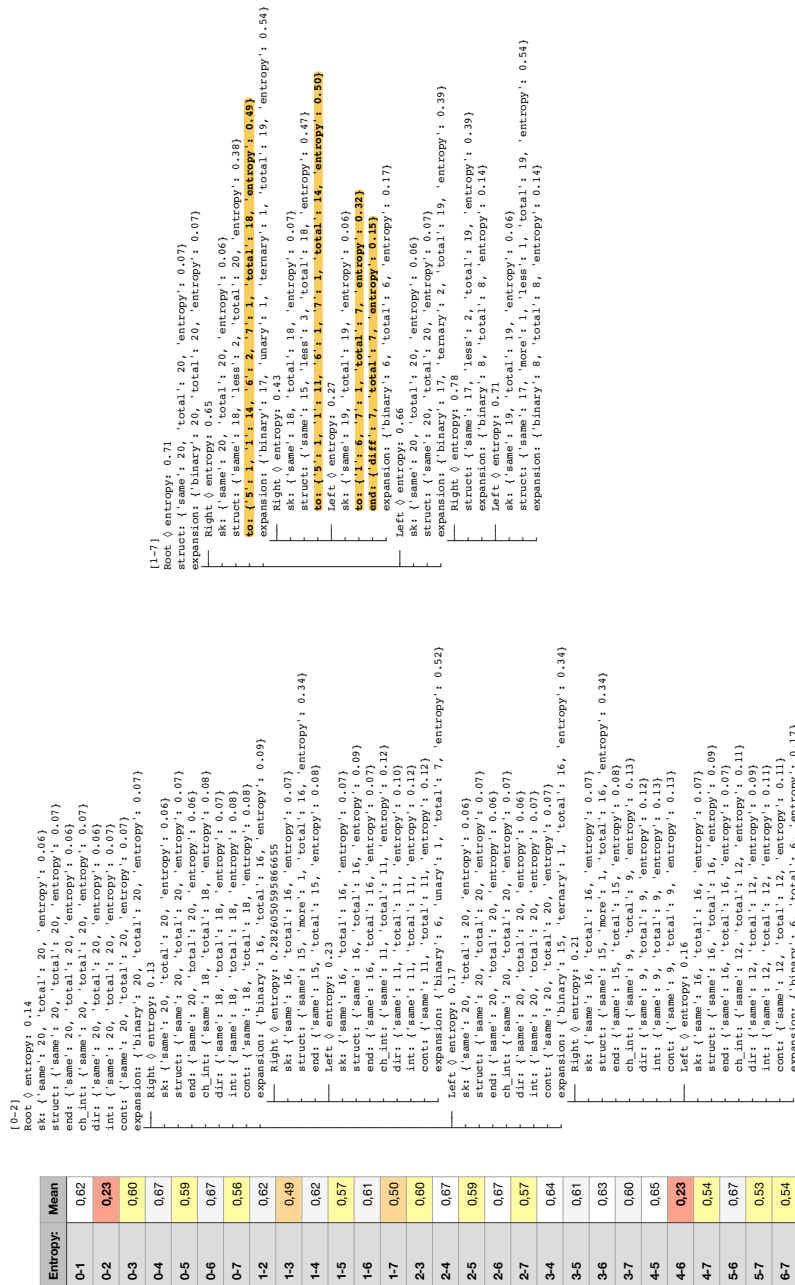 Entropy: Mean
0-1 0,62
0-2 0,23
0-3 0,60
0-4 0,67
0-5 0,59
0-6 0,67
0-7 0,56
1-2 0,62
1-3 0,49
1-4 0,62
1-5 0,57
1-6 0,61
1-7 0,50
2-3 0,60
2-4 0,67
2-5 0,59
2-6 0,67
2-7 0,57
3-4 0,64
3-5 0,61
3-6 0,63
3-7 0,60
4-5 0,65
4-6 0,23
4-7 0,54
5-6 0,67
5-7 0,53
6-7 0,54
[0-2]
Root ◊ entropy: 0.14
sk: {'same': 20, 'total': 20, 'entropy': 0.06}
struct: {'same': 20, 'total': 20, 'entropy': 0.07}
end: {'same': 20, 'total': 20, 'entropy': 0.06}
ch_int: {'same': 20, 'total': 20, 'entropy': 0.07}
dir: {'same': 20, 'total': 20, 'entropy': 0.06}
int: {'same': 20, 'total': 20, 'entropy': 0.07}
cont: {'same': 20, 'total': 20, 'entropy': 0.07}
expansion: {'binary': 20, 'total': 20, 'entropy': 0.07}
Right ◊ entropy: 0.13
sk: {'same': 20, 'total': 20, 'entropy': 0.06}
struct: {'same': 20, 'total': 20, 'entropy': 0.07}
end: {'same': 20, 'total': 20, 'entropy': 0.06}
ch_int: {'same': 18, 'total': 18, 'entropy': 0.08}
dir: {'same': 18, 'total': 18, 'entropy': 0.07}
int: {'same': 18, 'total': 18, 'entropy': 0.08}
cont: {'same': 18, 'total': 18, 'entropy': 0.08}
expansion: {'binary': 16, 'total': 16, 'entropy': 0.09}
Right ◊ entropy: 0.2826050595866655
sk: {'same': 16, 'total': 16, 'entropy': 0.07}
struct: {'same': 15, 'more': 1, 'total': 16, 'entropy': 0.34}
end: {'same': 15, 'total': 15, 'entropy': 0.08}
Left ◊ entropy: 0.23
sk: {'same': 16, 'total': 16, 'entropy': 0.07}
struct: {'same': 16, 'total': 16, 'entropy': 0.09}
end: {'same': 16, 'total': 16, 'entropy': 0.07}
ch_int: {'same': 11, 'total': 11, 'entropy': 0.12}
dir: {'same': 11, 'total': 11, 'entropy': 0.10}
int: {'same': 11, 'total': 11, 'entropy': 0.12}
cont: {'same': 11, 'total': 11, 'entropy': 0.12}
expansion: {'binary': 6, 'unary': 1, 'total': 7, 'entropy': 0.52}
Left ◊ entropy: 0.17
sk: {'same': 20, 'total': 20, 'entropy': 0.06}
struct: {'same': 20, 'total': 20, 'entropy': 0.07}
end: {'same': 20, 'total': 20, 'entropy': 0.06}
ch_int: {'same': 20, 'total': 20, 'entropy': 0.07}
dir: {'same': 20, 'total': 20, 'entropy': 0.06}
int: {'same': 20, 'total': 20, 'entropy': 0.07}
cont: {'same': 20, 'total': 20, 'entropy': 0.07}
expansion: {'binary': 15, 'ternary': 1, 'total': 16, 'entropy': 0.34}
Right ◊ entropy: 0.21
sk: {'same': 16, 'total': 16, 'entropy': 0.07}
struct: {'same': 15, 'more': 1, 'total': 16, 'entropy': 0.34}
end: {'same': 15, 'total': 15, 'entropy': 0.08}
ch_int: {'same': 9, 'total': 9, 'entropy': 0.13}
dir: {'same': 9, 'total': 9, 'entropy': 0.12}
int: {'same': 9, 'total': 9, 'entropy': 0.13}
cont: {'same': 9, 'total': 9, 'entropy': 0.13}
Left ◊ entropy: 0.16
sk: {'same': 16, 'total': 16, 'entropy': 0.07}
struct: {'same': 16, 'total': 16, 'entropy': 0.09}
end: {'same': 16, 'total': 16, 'entropy': 0.07}
ch_int: {'same': 12, 'total': 12, 'entropy': 0.11}
dir: {'same': 12, 'total': 12, 'entropy': 0.09}
int: {'same': 12, 'total': 12, 'entropy': 0.11}
cont: {'same': 12, 'total': 12, 'entropy': 0.11}
expansion: {'binary': 6, 'total': 6, 'entropy': 0.17}
[1-7]
Root ◊ entropy: 0.71
struct: {'same': 20, 'total': 20, 'entropy': 0.07}
expansion: {'binary': 20, 'total': 20, 'entropy': 0.07}
Right ◊ entropy: 0.65
sk: {'same': 20, 'total': 20, 'entropy': 0.06}
struct: {'same': 18, 'less': 2, 'total': 20, 'entropy': 0.38}
to: {'5': 1, '1': 14, '6': 2, '7': 1, 'total': 18, 'entropy': 0.49}
expansion: {'binary': 17, 'unary': 1, 'ternary': 1, 'total': 19, 'entropy': 0.54}
Right ◊ entropy: 0.43
sk: {'same': 18, 'total': 18, 'entropy': 0.07}
struct: {'same': 15, 'less': 3, 'total': 18, 'entropy': 0.47}
to: {'5': 1, '1': 11, '6': 1, '7': 1, 'total': 14, 'entropy': 0.50}
Left ◊ entropy: 0.27
sk: {'same': 19, 'total': 19, 'entropy': 0.06}
to: {'1': 6, '7': 1, 'total': 7, 'entropy': 0.32}
end: {'diff': 7, 'total': 7, 'entropy': 0.15}
expansion: {'binary': 6, 'total': 6, 'entropy': 0.17}
Left ◊ entropy: 0.66
sk: {'same': 20, 'total': 20, 'entropy': 0.06}
struct: {'same': 20, 'total': 20, 'entropy': 0.07}
expansion: {'binary': 17, 'ternary': 2, 'total': 19, 'entropy': 0.39}
Right ◊ entropy: 0.78
struct: {'same': 17, 'less': 2, 'total': 19, 'entropy': 0.39}
expansion: {'binary': 8, 'total': 8, 'entropy': 0.14}
Left ◊ entropy: 0.71
sk: {'same': 19, 'total': 19, 'entropy': 0.06}
struct: {'same': 17, 'more': 1, 'less': 1, 'total': 19, 'entropy': 0.54}
expansion: {'binary': 8, 'total': 8, 'entropy': 0.14}